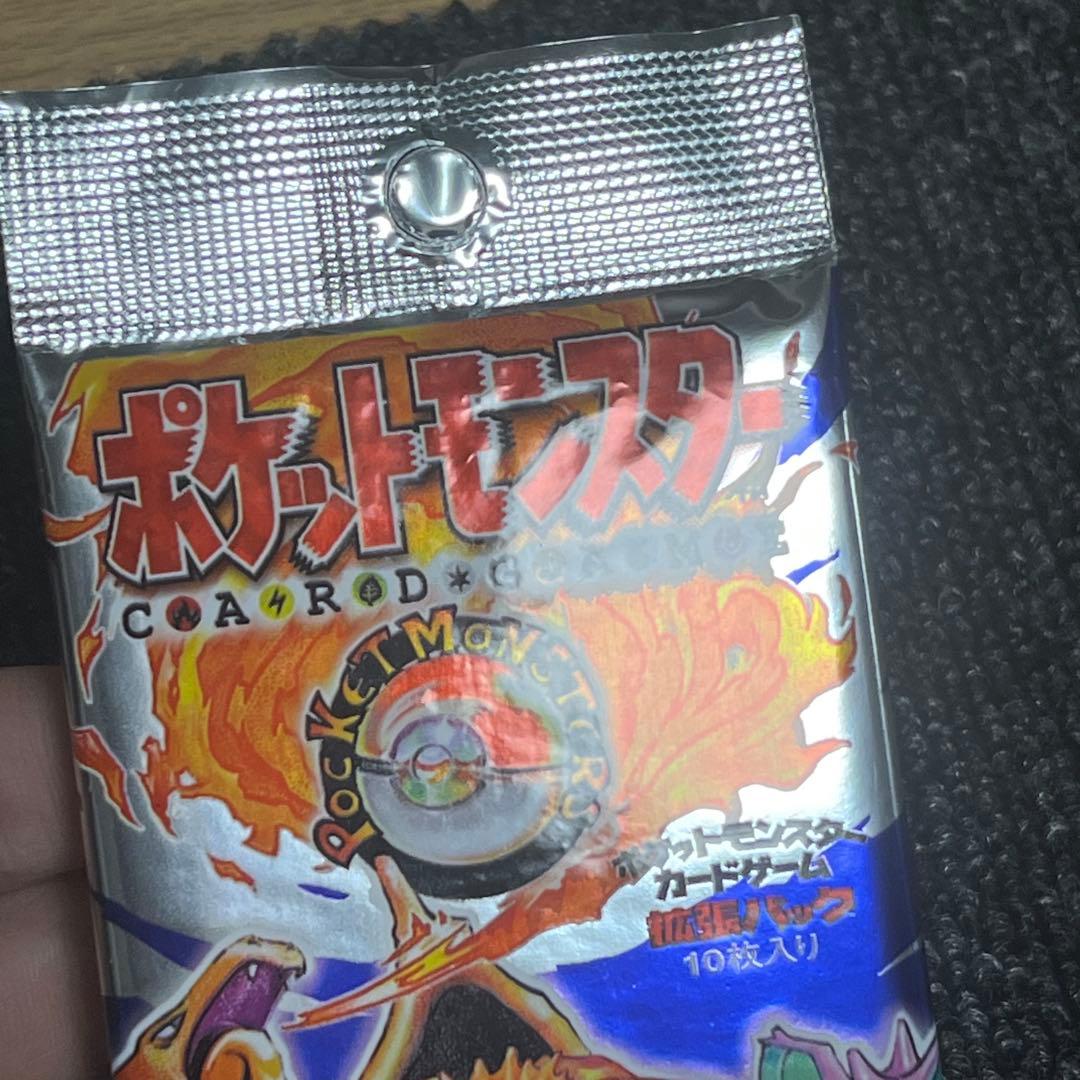 ポケットモンスター
CARD*GAME
POCKET MONSTERS
ポケットモンスター
カードゲーム
拡張パック
10枚入り